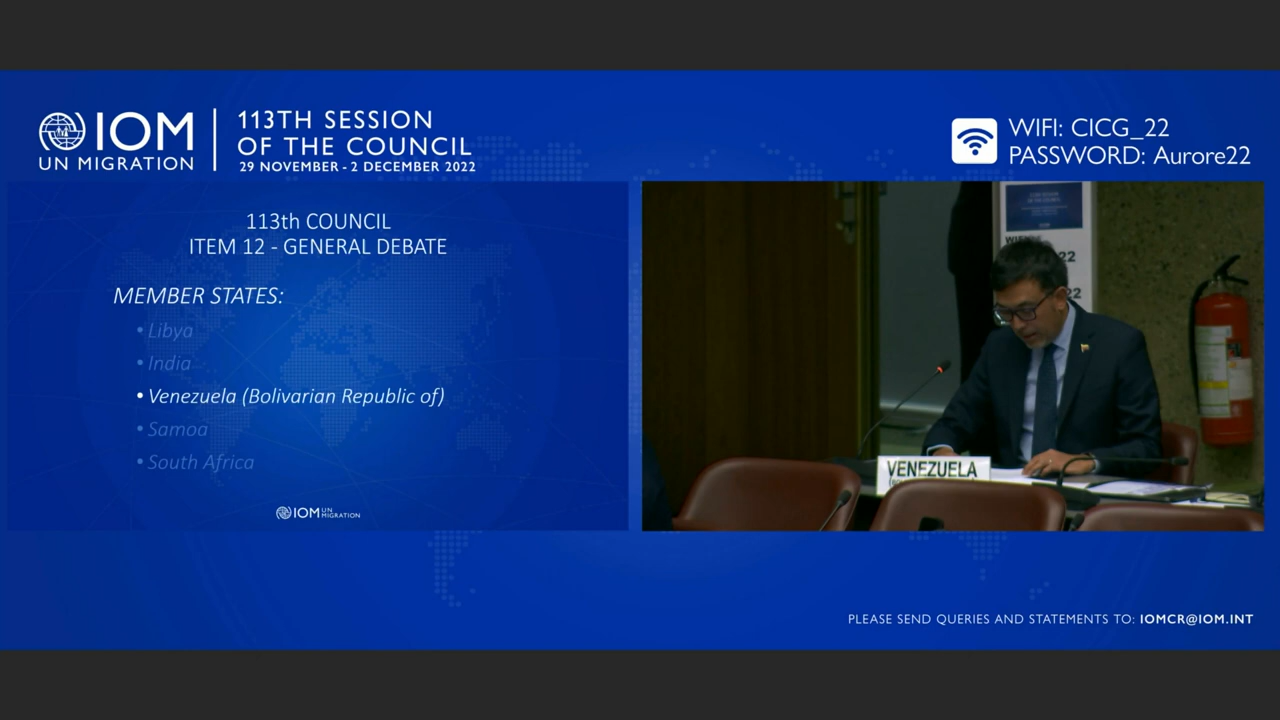 IOM
UN MIGRATION
113TH SESSION
OF THE COUNCIL
29 NOVEMBER - 2 DECEMBER 2022
WIFI: CICG_22
PASSWORD: Aurore22
113th COUNCIL
ITEM 12 - GENERAL DEBATE
MEMBER STATES:
• Libya
• India
• Venezuela (Bolivarian Republic of)
• Samoa
• South Africa
IOM UN
MIGRATION
VENEZUELA
PLEASE SEND QUERIES AND STATEMENTS TO: IOMCR@IOM.INT